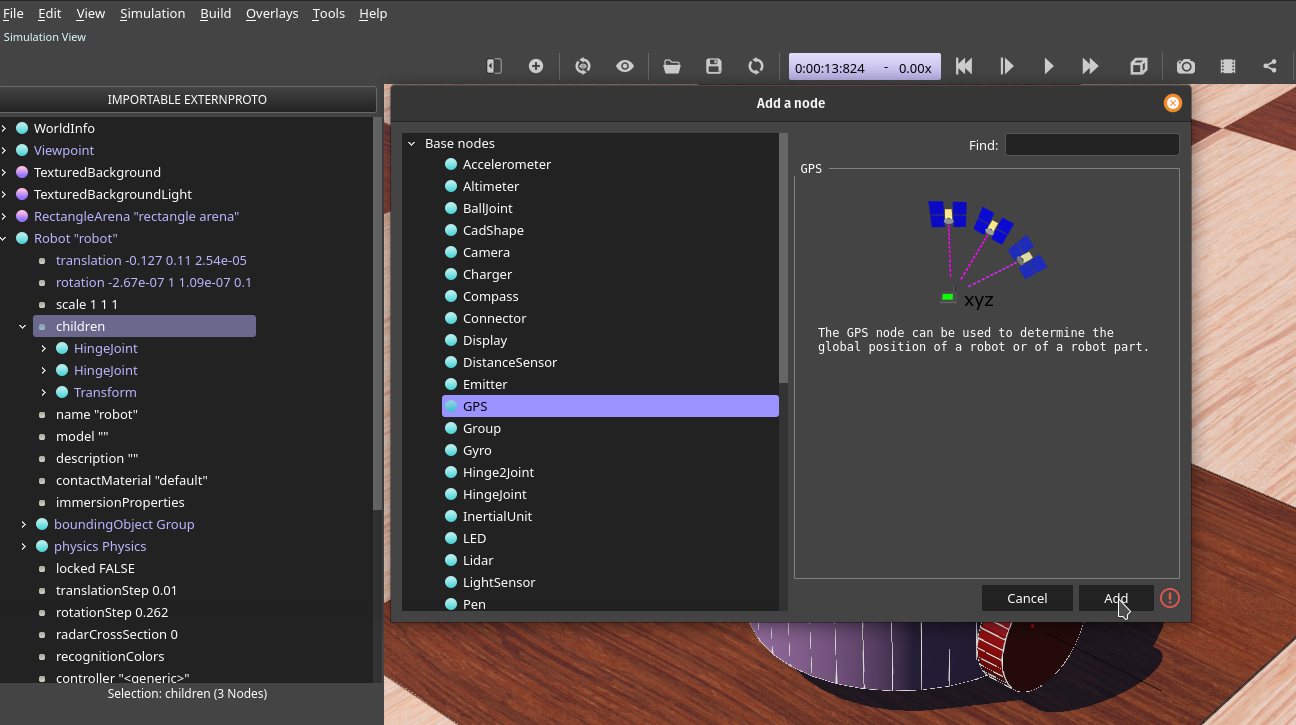 File Edit View Simulation Build Overlays Tools Help
Simulation View
0:00:13:824 - 0.00x
IMPORTABLE EXTERNPROTO
WorldInfo
Viewpoint
TexturedBackground
TexturedBackgroundLight
RectangleArena "rectangle arena"
Robot "robot"
translation -0.127 0.11 2.54e-05
rotation -2.67e-07 1 1.09e-07 0.1
scale 1 1 1
children
HingeJoint
HingeJoint
Transform
name "robot"
model ""
description ""
contactMaterial "default"
immersionProperties
boundingObject Group
physics Physics
locked FALSE
translationStep 0.01
rotationStep 0.262
radarCrossSection 0
recognitionColors
controller "<generic>"
Selection: children (3 Nodes)
Add a node
Base nodes
Accelerometer
Altimeter
BallJoint
CadShape
Camera
Charger
Compass
Connector
Display
DistanceSensor
Emitter
GPS
Group
Gyro
Hinge2Joint
HingeJoint
InertialUnit
LED
Lidar
LightSensor
Pen
Find:
GPS
xyz
The GPS node can be used to determine the
global position of a robot or of a robot part.
Cancel Add